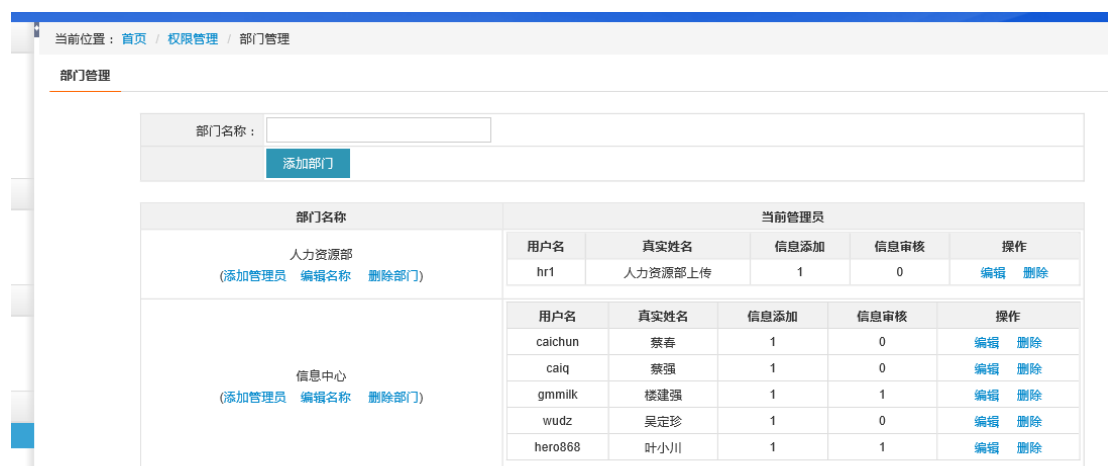 当前位置： 首页 / 权限管理 / 部门管理
部门管理
部门名称：
添加部门
部门名称 当前管理员
人力资源部
(添加管理员 编辑名称 删除部门)
用户名 真实姓名 信息添加 信息审核 操作
hr1 人力资源部上传 1 0 编辑 删除
信息中心
(添加管理员 编辑名称 删除部门)
用户名 真实姓名 信息添加 信息审核 操作
caichun 蔡春 1 0 编辑 删除
caiq 蔡强 1 0 编辑 删除
gmmilk 楼建强 1 1 编辑 删除
wudz 吴定珍 1 0 编辑 删除
hero868 叶小川 1 1 编辑 删除